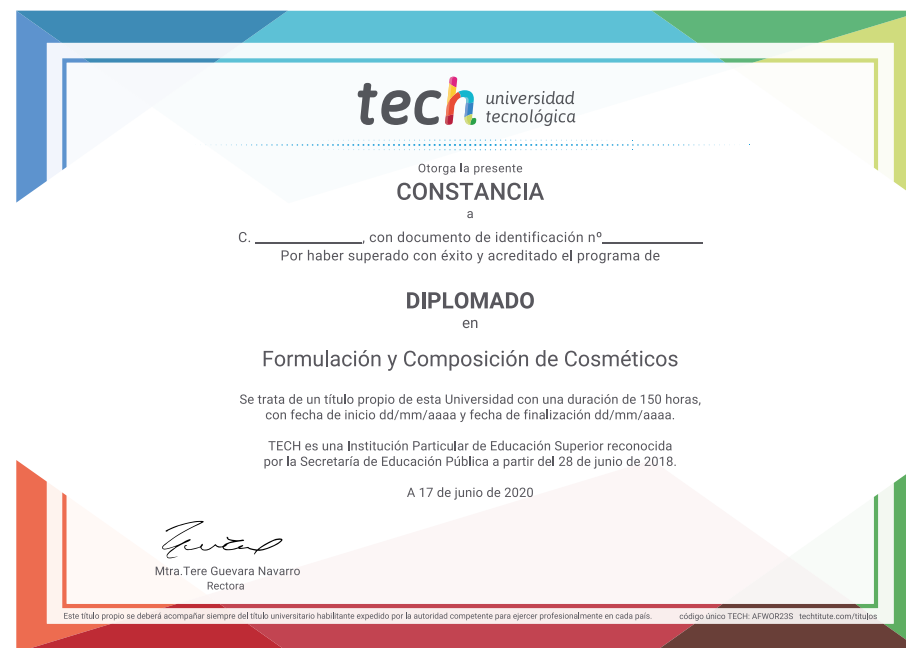 tech universidad
tecnológica
Otorga la presente
CONSTANCIA
a
C. ______________, con documento de identificación nº_____________
Por haber superado con éxito y acreditado el programa de
DIPLOMADO
en
Formulación y Composición de Cosméticos
Se trata de un título propio de esta Universidad con una duración de 150 horas,
con fecha de inicio dd/mm/aaaa y fecha de finalización dd/mm/aaaa.
TECH es una Institución Particular de Educación Superior reconocida
por la Secretaría de Educación Pública a partir del 28 de junio de 2018.
A 17 de junio de 2020
Mtra.Tere Guevara Navarro
Rectora
Este título propio se deberá acompañar siempre del título universitario habilitante expedido por la autoridad competente para ejercer profesionalmente en cada país. código único TECH: AFWOR23S techtitute.com/titulos